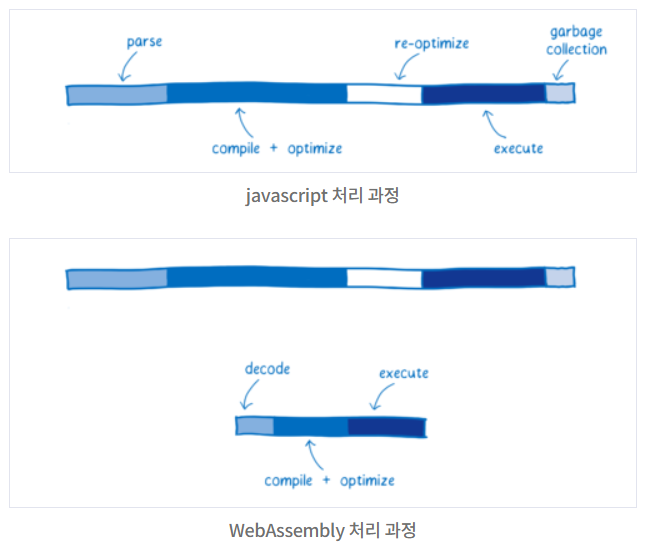 parse
re-optimize
garbage
collection
compile + optimize
execute
javascript 처리 과정
decode
execute
compile + optimize
WebAssembly 처리 과정